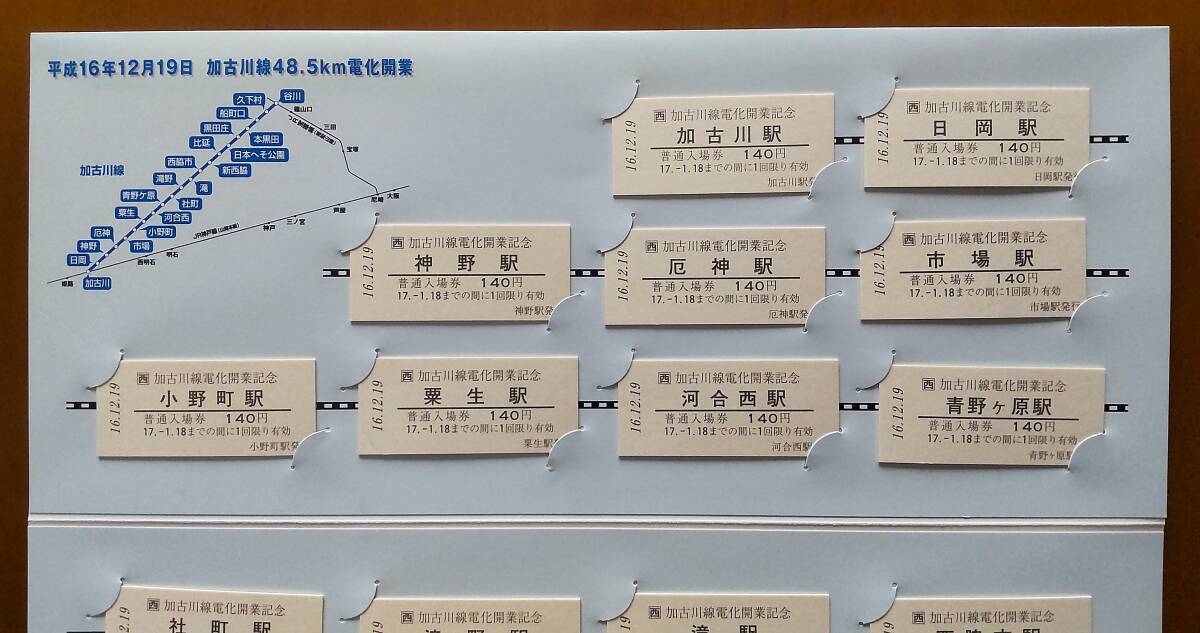 平成16年12月19日 加古川線48.5km電化開業
久下村
谷川
船町口
篠山口
黒田庄
三田
比延
本黒田
宝塚
日本へそ公園
西脇市
新西脇
加古川線
滝野
滝
青野ケ原
社町
尼崎
大阪
粟生
河合西
芦屋
厄神
小野町
三ノ宮
神戸
JR神戸線(山陽本線)
神野
市場
明石
日岡
西明石
姫路
加古川
16.12.19
西 加古川線電化開業記念
加古川駅
普通入場券 140円
17.-1.18までの間に1回限り有効
加古川駅発
16.12.19
西 加古川線電化開業記念
日岡駅
普通入場券 140円
17.-1.18までの間に1回限り有効
日岡駅発
16.12.19
西 加古川線電化開業記念
神野駅
普通入場券 140円
17.-1.18までの間に1回限り有効
神野駅発
16.12.19
西 加古川線電化開業記念
厄神駅
普通入場券 140円
17.-1.18までの間に1回限り有効
厄神駅発
16.12.19
西 加古川線電化開業記念
市場駅
普通入場券 140円
17.-1.18までの間に1回限り有効
市場駅発行
16.12.19
西 加古川線電化開業記念
小野町駅
普通入場券 140円
17.-1.18までの間に1回限り有効
小野町駅発
16.12.19
西 加古川線電化開業記念
粟生駅
普通入場券 140円
17.-1.18までの間に1回限り有効
粟生駅
16.12.19
西 加古川線電化開業記念
河合西駅
普通入場券 140円
17.-1.18までの間に1回限り有効
河合西駅
16.12.19
西 加古川線電化開業記念
青野ヶ原駅
普通入場券 140円
17.-1.18までの間に1回限り有効
青野ヶ原
12.19
西 加古川線電化開業記念
社町駅
西 加古川線電化開業記念
滝野駅
19
西 加古川線電化開業記念
滝駅
西 加古川線電化開業記念
西脇市駅